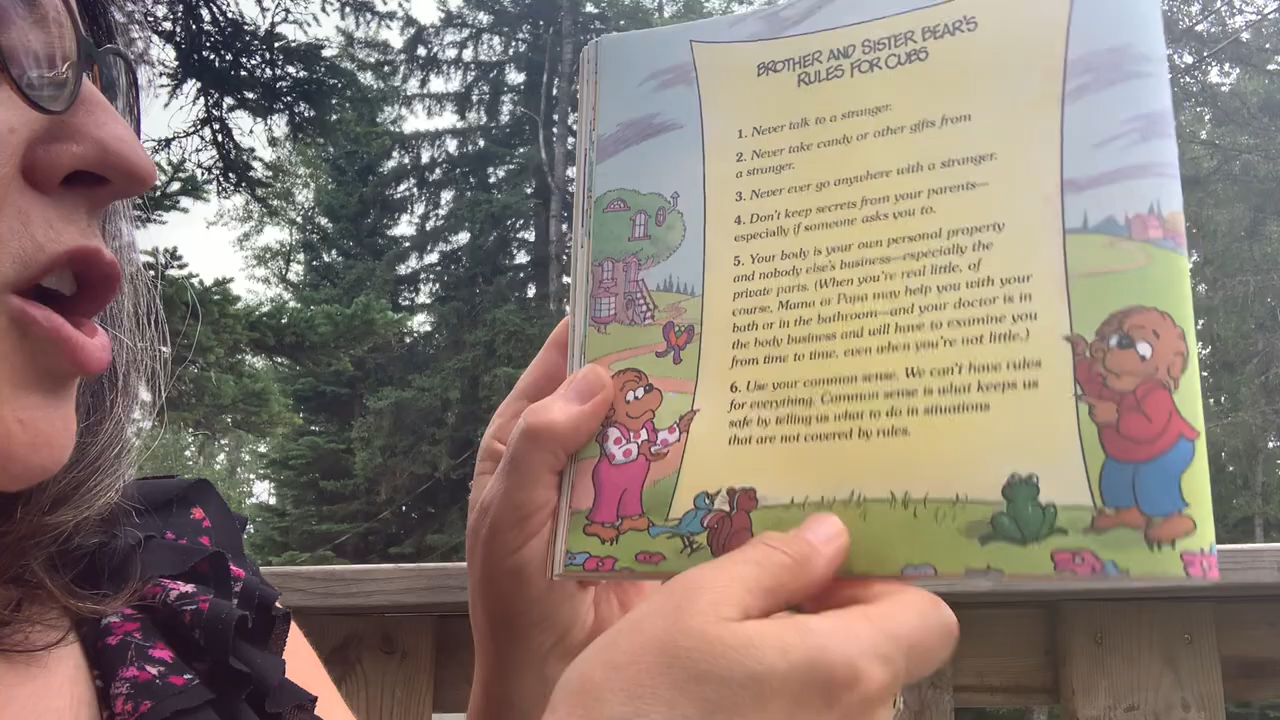 BROTHER AND SISTER BEAR'S
RULES FOR CUBS
1. Never talk to a stranger.
2. Never take candy or other gifts from
a stranger.
3. Never ever go anywhere with a stranger.
4. Don't keep secrets from your parents—
especially if someone asks you to.
5. Your body is your own personal property
and nobody else's business—especially the
private parts. (When you're real little, of
course, Mama or Papa may help you with your
bath or in the bathroom—and your doctor is in
the body business and will have to examine you
from time to time, even when you're not little.)
6. Use your common sense. We can't have rules
for everything. Common sense is what keeps us
safe by telling us what to do in situations
that are not covered by rules.